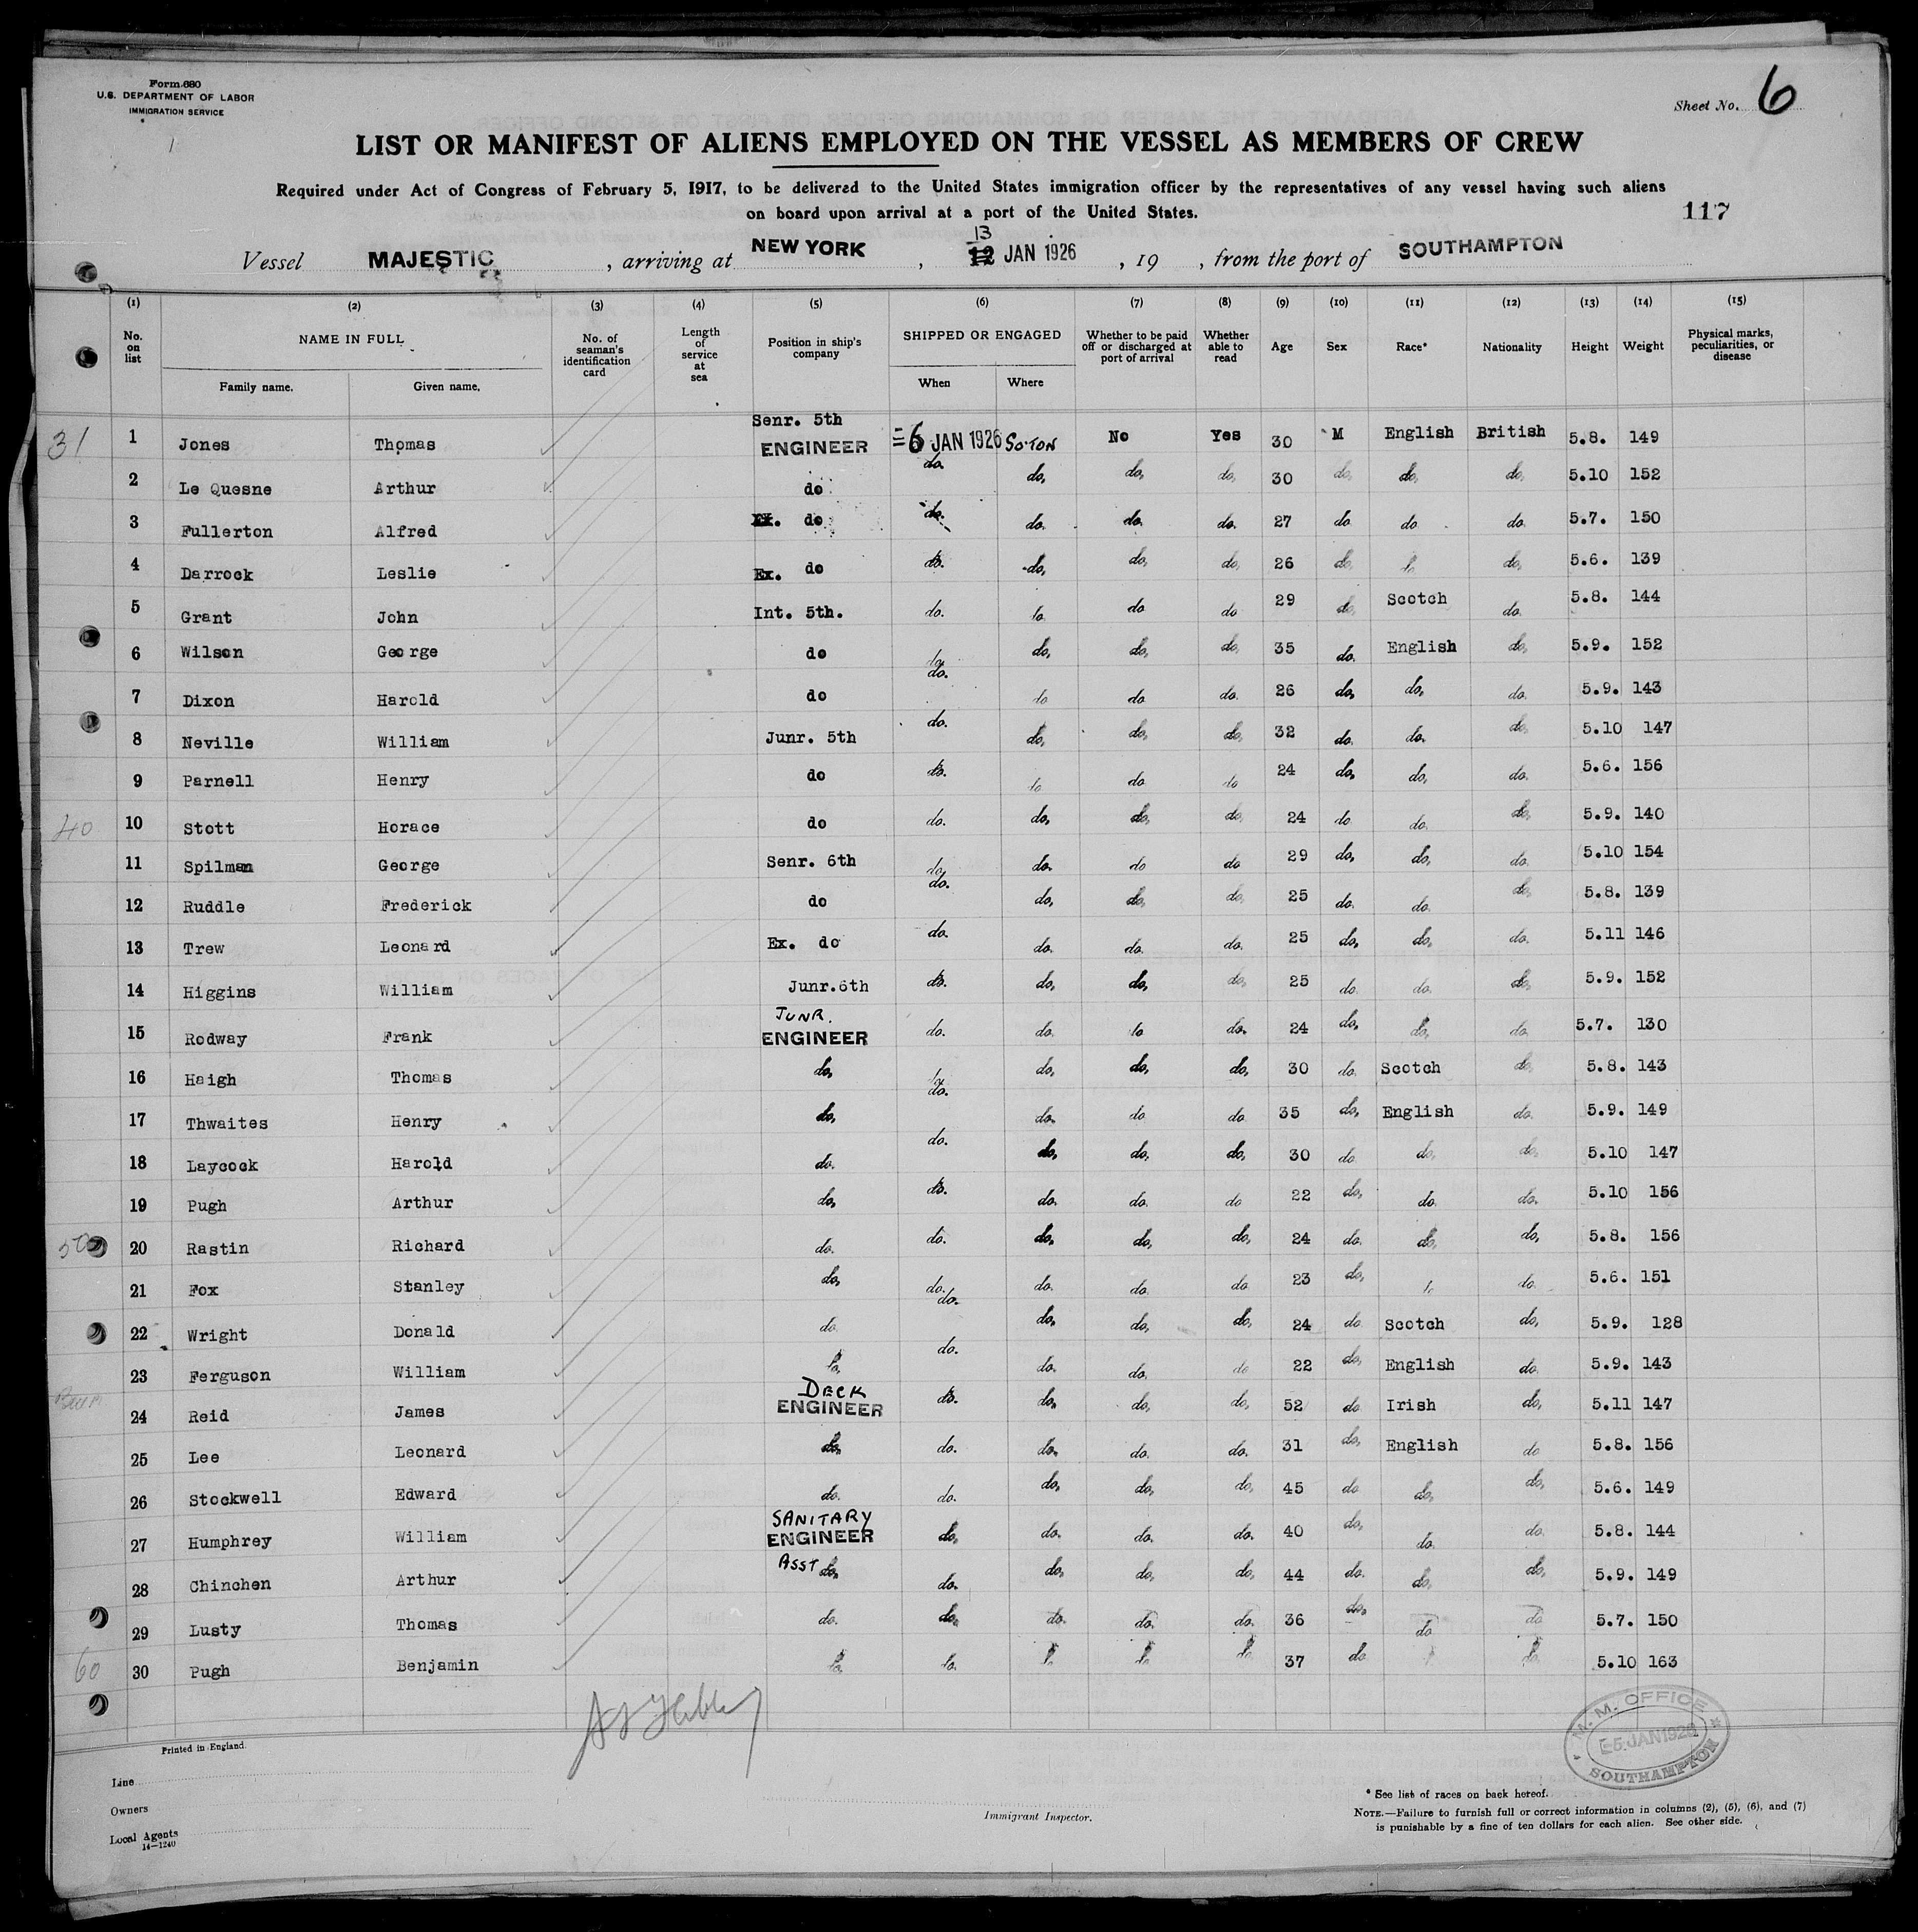 Form 680
U.S. DEPARTMENT OF LABOR
IMMIGRATION SERVICE
Sheet No. 6
LIST OR MANIFEST OF ALIENS EMPLOYED ON THE VESSEL AS MEMBERS OF CREW
Required under Act of Congress of February 5, 1917, to be delivered to the United States immigration officer by the representatives of any vessel having such aliens
on board upon arrival at a port of the United States.
117
Vessel MAJESTIC, arriving at NEW YORK, 13 12 JAN 1926, 19 , from the port of SOUTHAMPTON
(1) (2) (3) (4) (5) (6) (7) (8) (9) (10) (11) (12) (13) (14) (15)
No. on list NAME IN FULL Family name. Given name. No. of seaman's identification card Length of service at sea Position in ship's company SHIPPED OR ENGAGED When Where Whether to be paid off or discharged at port of arrival Whether able to read Age Sex Race* Nationality Height Weight Physical marks, peculiarities, or disease
31 1 Jones Thomas Senr. 5th ENGINEER -6 JAN 1926 SO'TON No Yes 30 M English British 5.8. 149
2 Le Quesne Arthur do do. do. do. do. 30 do. do. do. 5.10 152
3 Fullerton Alfred Ex. do do. do. do. do. 27 do do do. 5.7. 150
4 Darrock Leslie Ex. do do. do. do. do. 26 do. do. do. 5.6. 139
5 Grant John Int. 5th. do. do. do do 29 do. Scotch do. 5.8. 144
6 Wilson George do do. do. do. do. 35 do. English do. 5.9. 152
7 Dixon Harold do do. do do do. 26 do. do. do. 5.9. 143
8 Neville William Junr. 5th do. do. do. do. 32 do. do. do. 5.10 147
9 Parnell Henry do do. do do do 24 do. do. do. 5.6. 156
40 10 Stott Horace do do. do. do. do. 24 do do. do. 5.9. 140
11 Spilman George Senr. 6th do. do. do do 29 do. do. do. 5.10 154
12 Ruddle Frederick do do. do. do. do. 25 do. do. do. 5.8. 139
13 Trew Leonard Ex. do do. do. do. do. 25 do. do. do. 5.11 146
14 Higgins William Junr.6th do. do. do. do. 25 do. do. do. 5.9. 152
15 Rodway Frank JUNR. ENGINEER do. do. do do. 24 do. do. do. 5.7. 130
16 Haigh Thomas do. do. do. do. do. 30 do. Scotch do. 5.8. 143
17 Thwaites Henry do. do. do. do do 35 do. English do. 5.9. 149
18 Laycock Harold do. do. do. do. do. 30 do do. do. 5.10 147
19 Pugh Arthur do. do. do. do. do 22 do. do. do. 5.10 156
50 20 Rastin Richard do. do. do. do. do. 24 do. do. do. 5.8. 156
21 Fox Stanley do. do. do. do. do 23 do. do do. 5.6. 151
22 Wright Donald do. do. do. do. do. 24 do Scotch do. 5.9. 128
23 Ferguson William do. do. do. do. do 22 do. English do. 5.9. 143
24 Reid James DECK ENGINEER do. do. do. do. 52 do Irish do. 5.11 147
25 Lee Leonard do. do. do. do. do. 31 do. English do 5.8. 156
26 Stockwell Edward do. do. do. do. do. 45 do do. do. 5.6. 149
27 Humphrey William SANITARY ENGINEER do. do. do. do. 40 do. do. do. 5.8. 144
28 Chinchen Arthur ASST do. do. do. do. do. 44 do. do. do. 5.9. 149
29 Lusty Thomas do. do. do. do. do. 36 do. do do 5.7. 150
60 30 Pugh Benjamin do. do. do. do. do. 37 do. do. 5.10 163
Printed in England.
M. M. OFFICE
-5 JAN 1926
SOUTHAMPTON
Line
Owners
Local Agents
14—1240
Immigrant Inspector.
* See list of races on back hereof.
NOTE.—Failure to furnish full or correct information in columns (2), (5), (6), and (7)
is punishable by a fine of ten dollars for each alien. See other side.